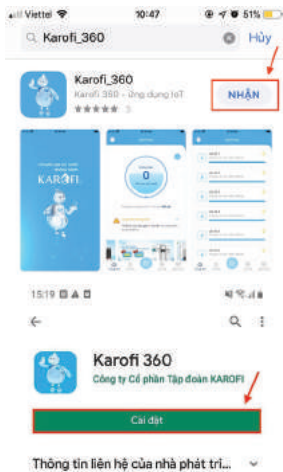 Viettel 10:47 51%
Karofi_360 Hủy
Karofi_360
Karofi 360 - ứng dụng IoT
NHẬN
3
KAROFI
0
15:19
Karofi 360
Công ty Cổ phần Tập đoàn KAROFI
Cài đặt
Thông tin liên hệ của nhà phát tri...